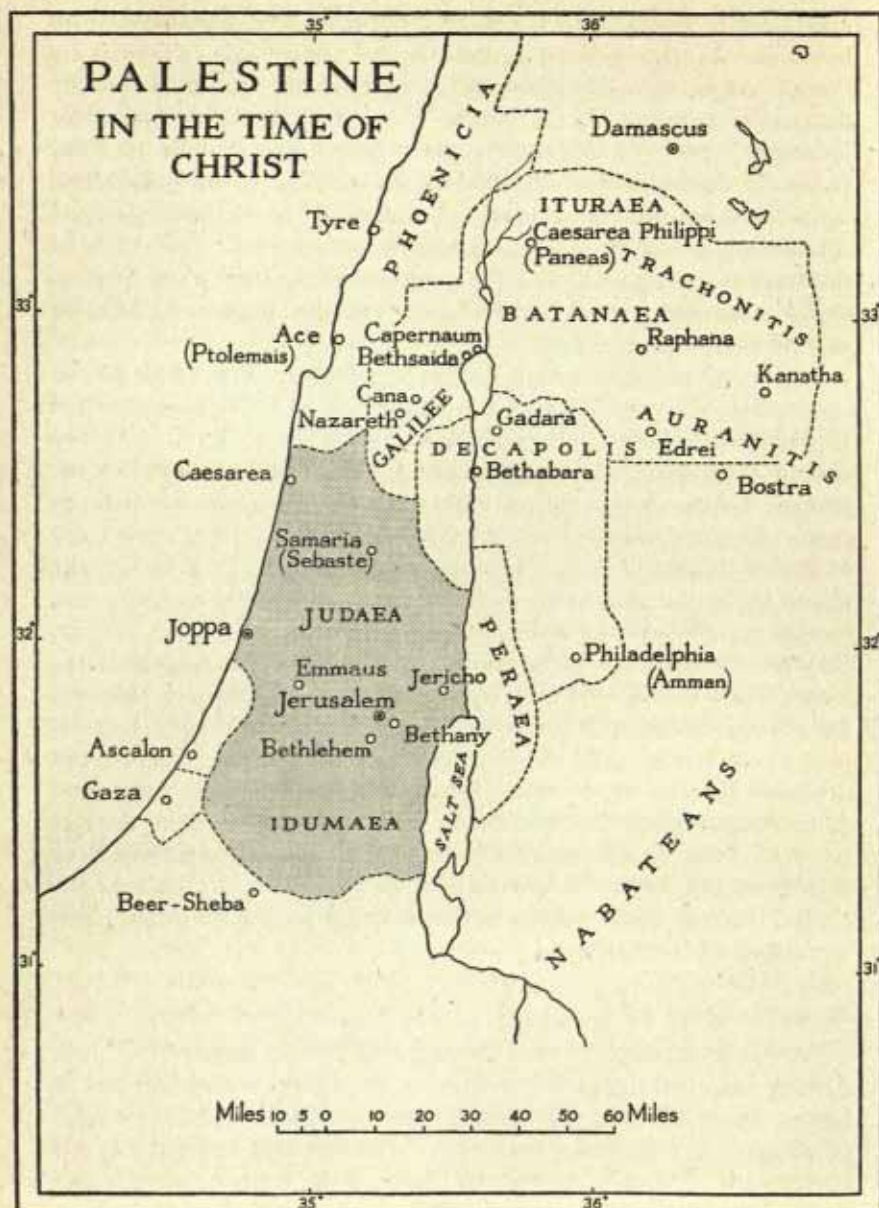 35° 36°
PALESTINE
IN THE TIME OF
CHRIST
PHOENICIA
Damascus
Tyre
ITURAEA
Caesarea Philippi
(Paneas)
TRACHONITIS
33° 33°
BATANAEA
Ace
(Ptolemais)
Capernaum
Bethsaida
Raphana
Kanatha
Cana
Nazareth
GALILEE
Gadara
AURANITIS
DECAPOLIS
Edrei
Caesarea
Bethabara
Bostra
Samaria
(Sebaste)
JUDAEA
32° 32°
Joppa
PERAEA
Philadelphia
(Amman)
Emmaus
Jericho
Jerusalem
Bethany
Bethlehem
Ascalon
Gaza
SALT SEA
IDUMAEA
NABATEANS
Beer-Sheba
31° 31°
Miles 10 5 0 10 20 30 40 50 60 Miles
35° 36°